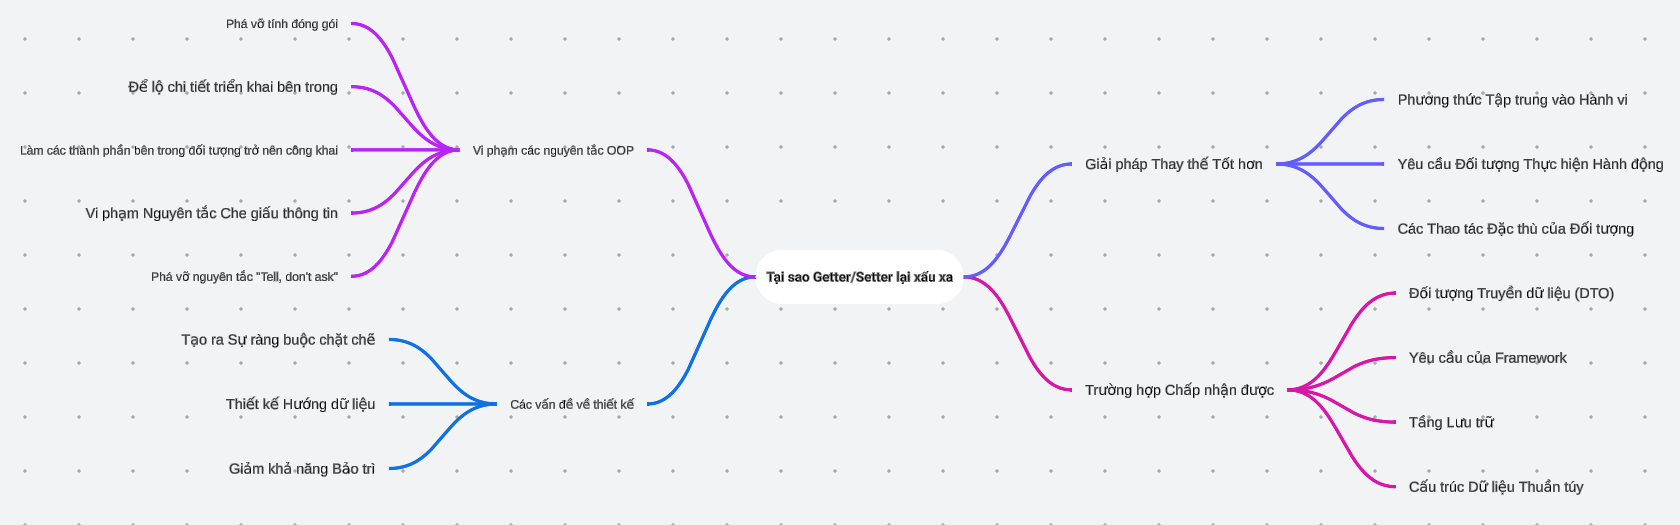 Tại sao Getter/Setter lại xấu xa
Vi phạm các nguyên tắc OOP
Phá vỡ tính đóng gói
Để lộ chi tiết triển khai bên trong
Làm các thành phần bên trong đối tượng trở nên công khai
Vi phạm Nguyên tắc Che giấu thông tin
Phá vỡ nguyên tắc "Tell, don't ask"
Các vấn đề về thiết kế
Tạo ra Sự ràng buộc chặt chẽ
Thiết kế Hướng dữ liệu
Giảm khả năng Bảo trì
Giải pháp Thay thế Tốt hơn
Phương thức Tập trung vào Hành vi
Yêu cầu Đối tượng Thực hiện Hành động
Các Thao tác Đặc thù của Đối tượng
Trường hợp Chấp nhận được
Đối tượng Truyền dữ liệu (DTO)
Yêu cầu của Framework
Tầng Lưu trữ
Cấu trúc Dữ liệu Thuần túy